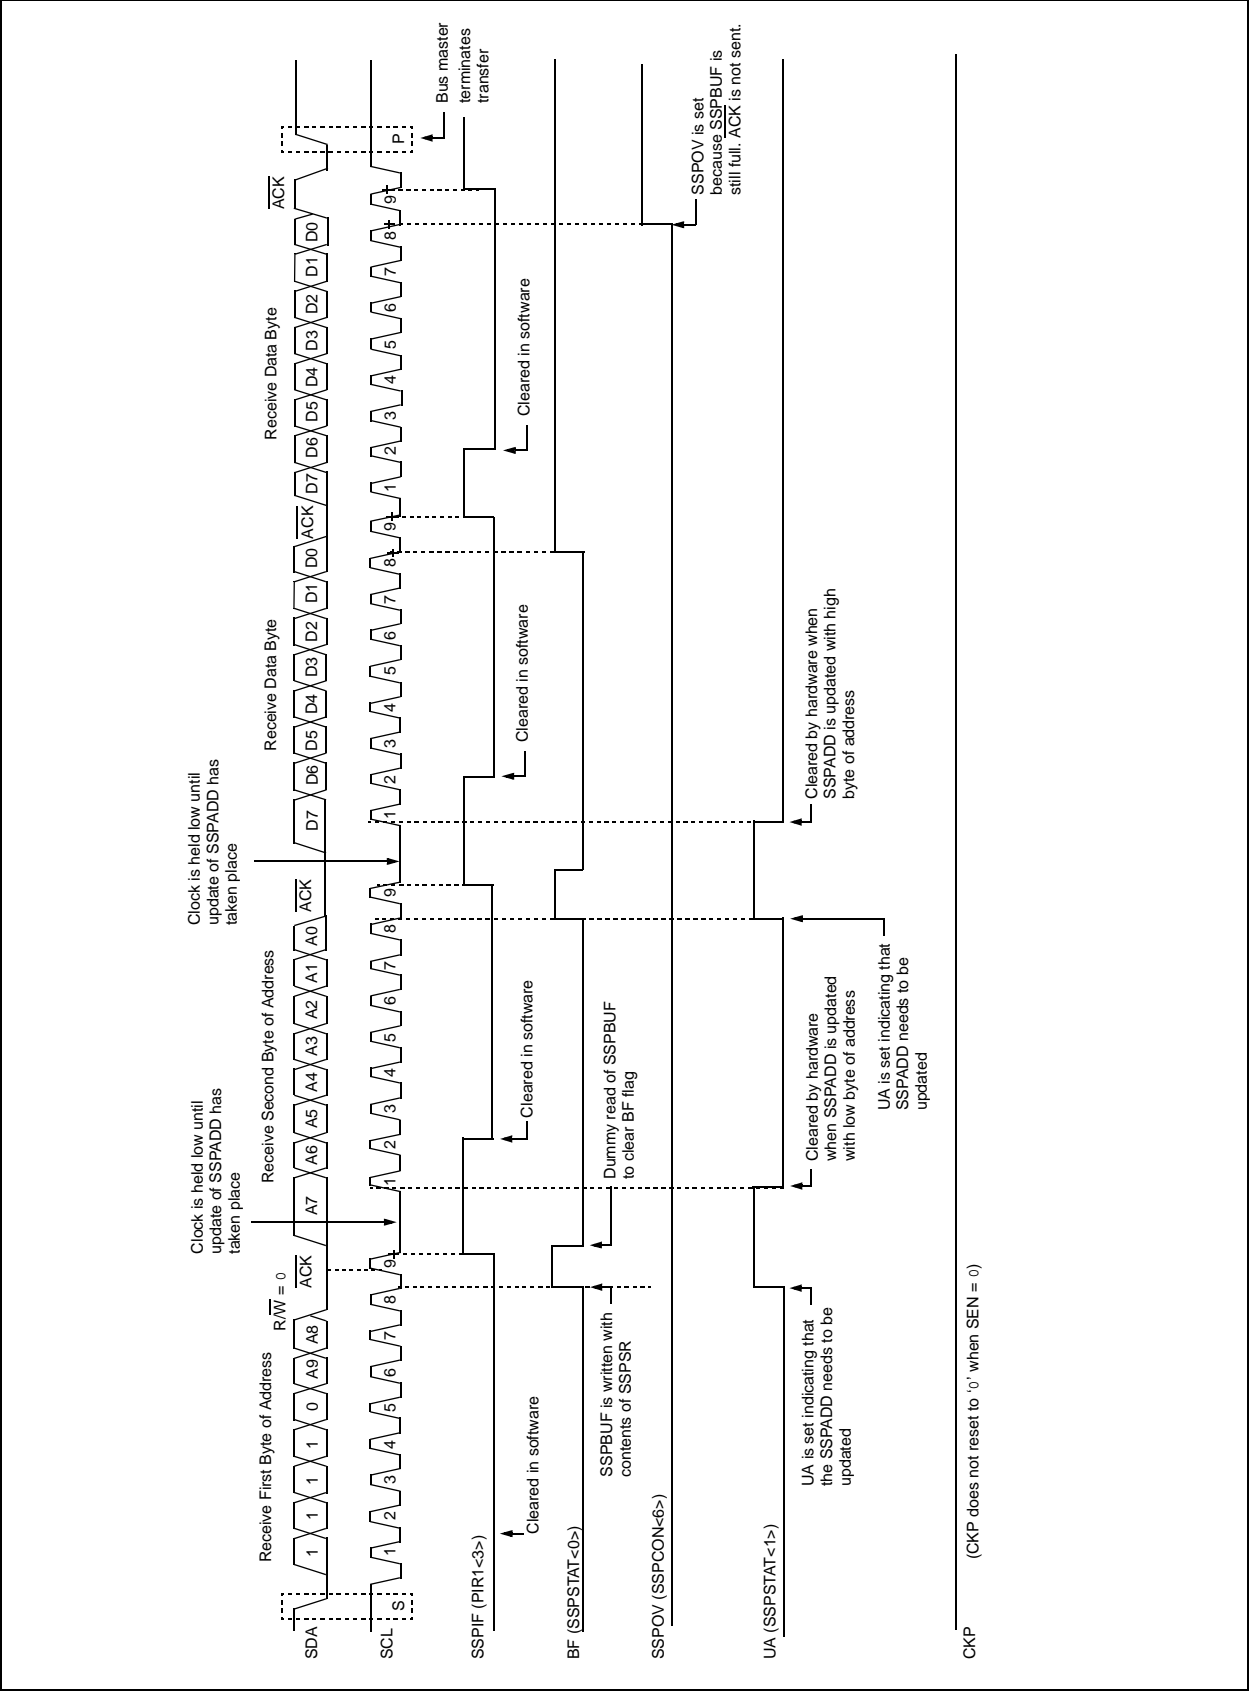 Receive First Byte of Address
R/W = 0
Receive Second Byte of Address
Receive Data Byte
Receive Data Byte
Clock is held low until
update of SSPADD has
taken place
Clock is held low until
update of SSPADD has
taken place
SDA
1 1 1 1 0 A9 A8 ACK A7 A6 A5 A4 A3 A2 A1 A0 ACK D7 D6 D5 D4 D3 D2 D1 D0 ACK D7 D6 D5 D4 D3 D2 D1 D0 ACK
SCL
S 1 2 3 4 5 6 7 8 9 1 2 3 4 5 6 7 8 9 1 2 3 4 5 6 7 8 9 1 2 3 4 5 6 7 8 9 P
Bus master
terminates
transfer
SSPIF (PIR1<3>)
Cleared in software
Cleared in software
Cleared in software
Cleared in software
BF (SSPSTAT<0>)
SSPBUF is written with
contents of SSPSR
Dummy read of SSPBUF
to clear BF flag
SSPOV (SSPCON<6>)
SSPOV is set
because SSPBUF is
still full. ACK is not sent.
UA (SSPSTAT<1>)
UA is set indicating that
the SSPADD needs to be
updated
Cleared by hardware
when SSPADD is updated
with low byte of address
UA is set indicating that
SSPADD needs to be
updated
Cleared by hardware when
SSPADD is updated with high
byte of address
CKP
(CKP does not reset to ‘0’ when SEN = 0)